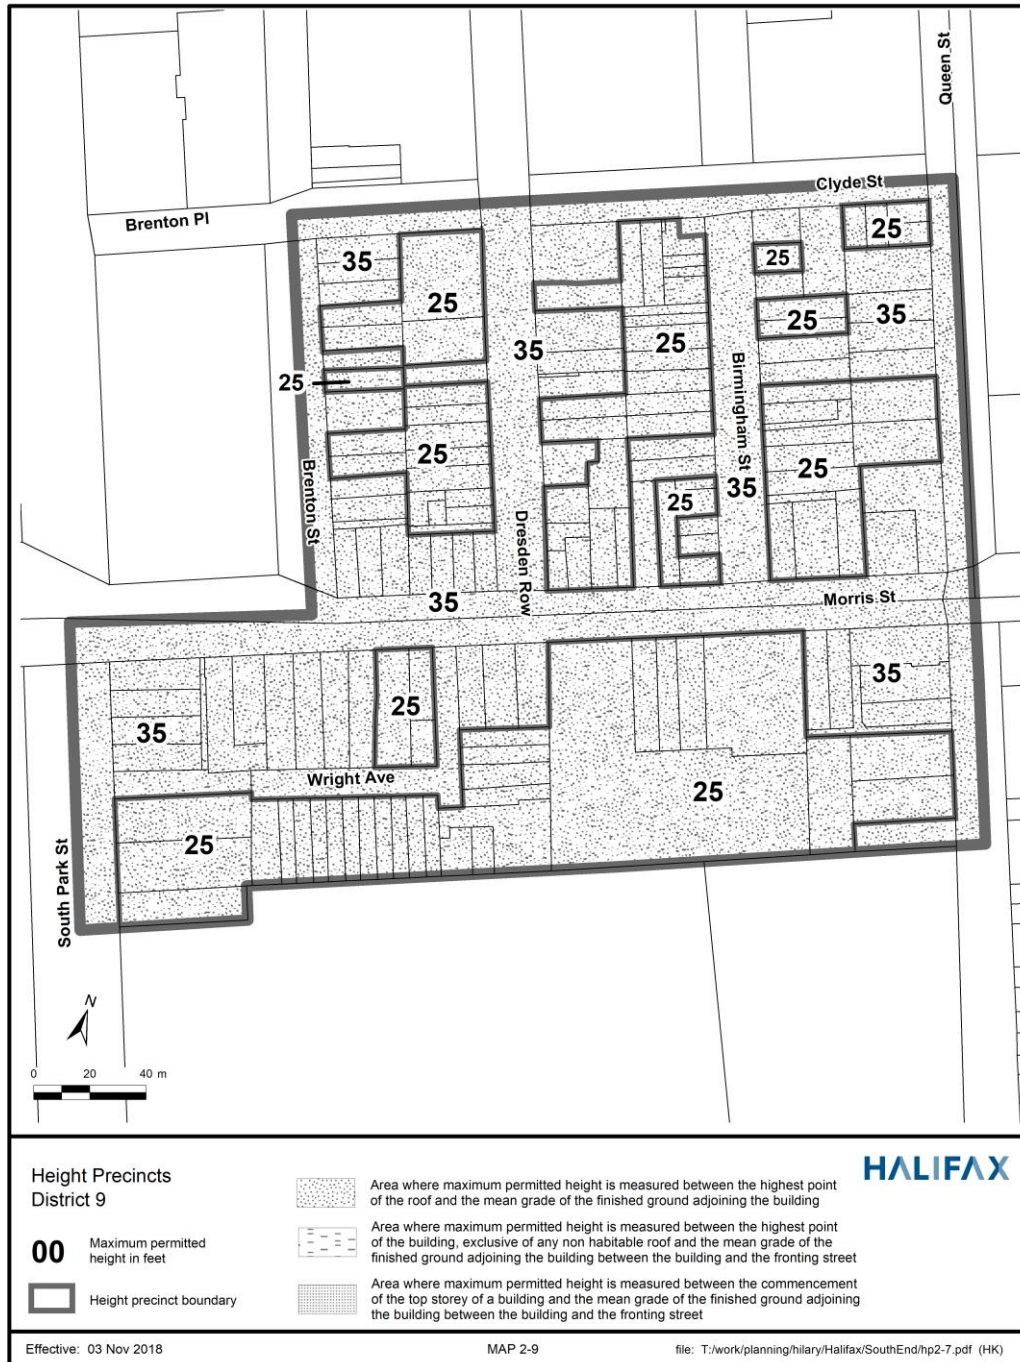 Queen St
Clyde St
Brenton Pl
25
35
25
25
25
35
35
25
25
Birmingham St
25
Brenton St
25
25
35
25
Dresden Row
35
Morris St
35
25
35
Wright Ave
25
25
South Park St
N
0 20 40 m
Height Precincts
District 9
HALIFAX
00 Maximum permitted
height in feet
Height precinct boundary
Area where maximum permitted height is measured between the highest point
of the roof and the mean grade of the finished ground adjoining the building
Area where maximum permitted height is measured between the highest point
of the building, exclusive of any non habitable roof and the mean grade of the
finished ground adjoining the building between the building and the fronting street
Area where maximum permitted height is measured between the commencement
of the top storey of a building and the mean grade of the finished ground adjoining
the building between the building and the fronting street
Effective: 03 Nov 2018
MAP 2-9
file: T:/work/planning/hilary/Halifax/SouthEnd/hp2-7.pdf (HK)